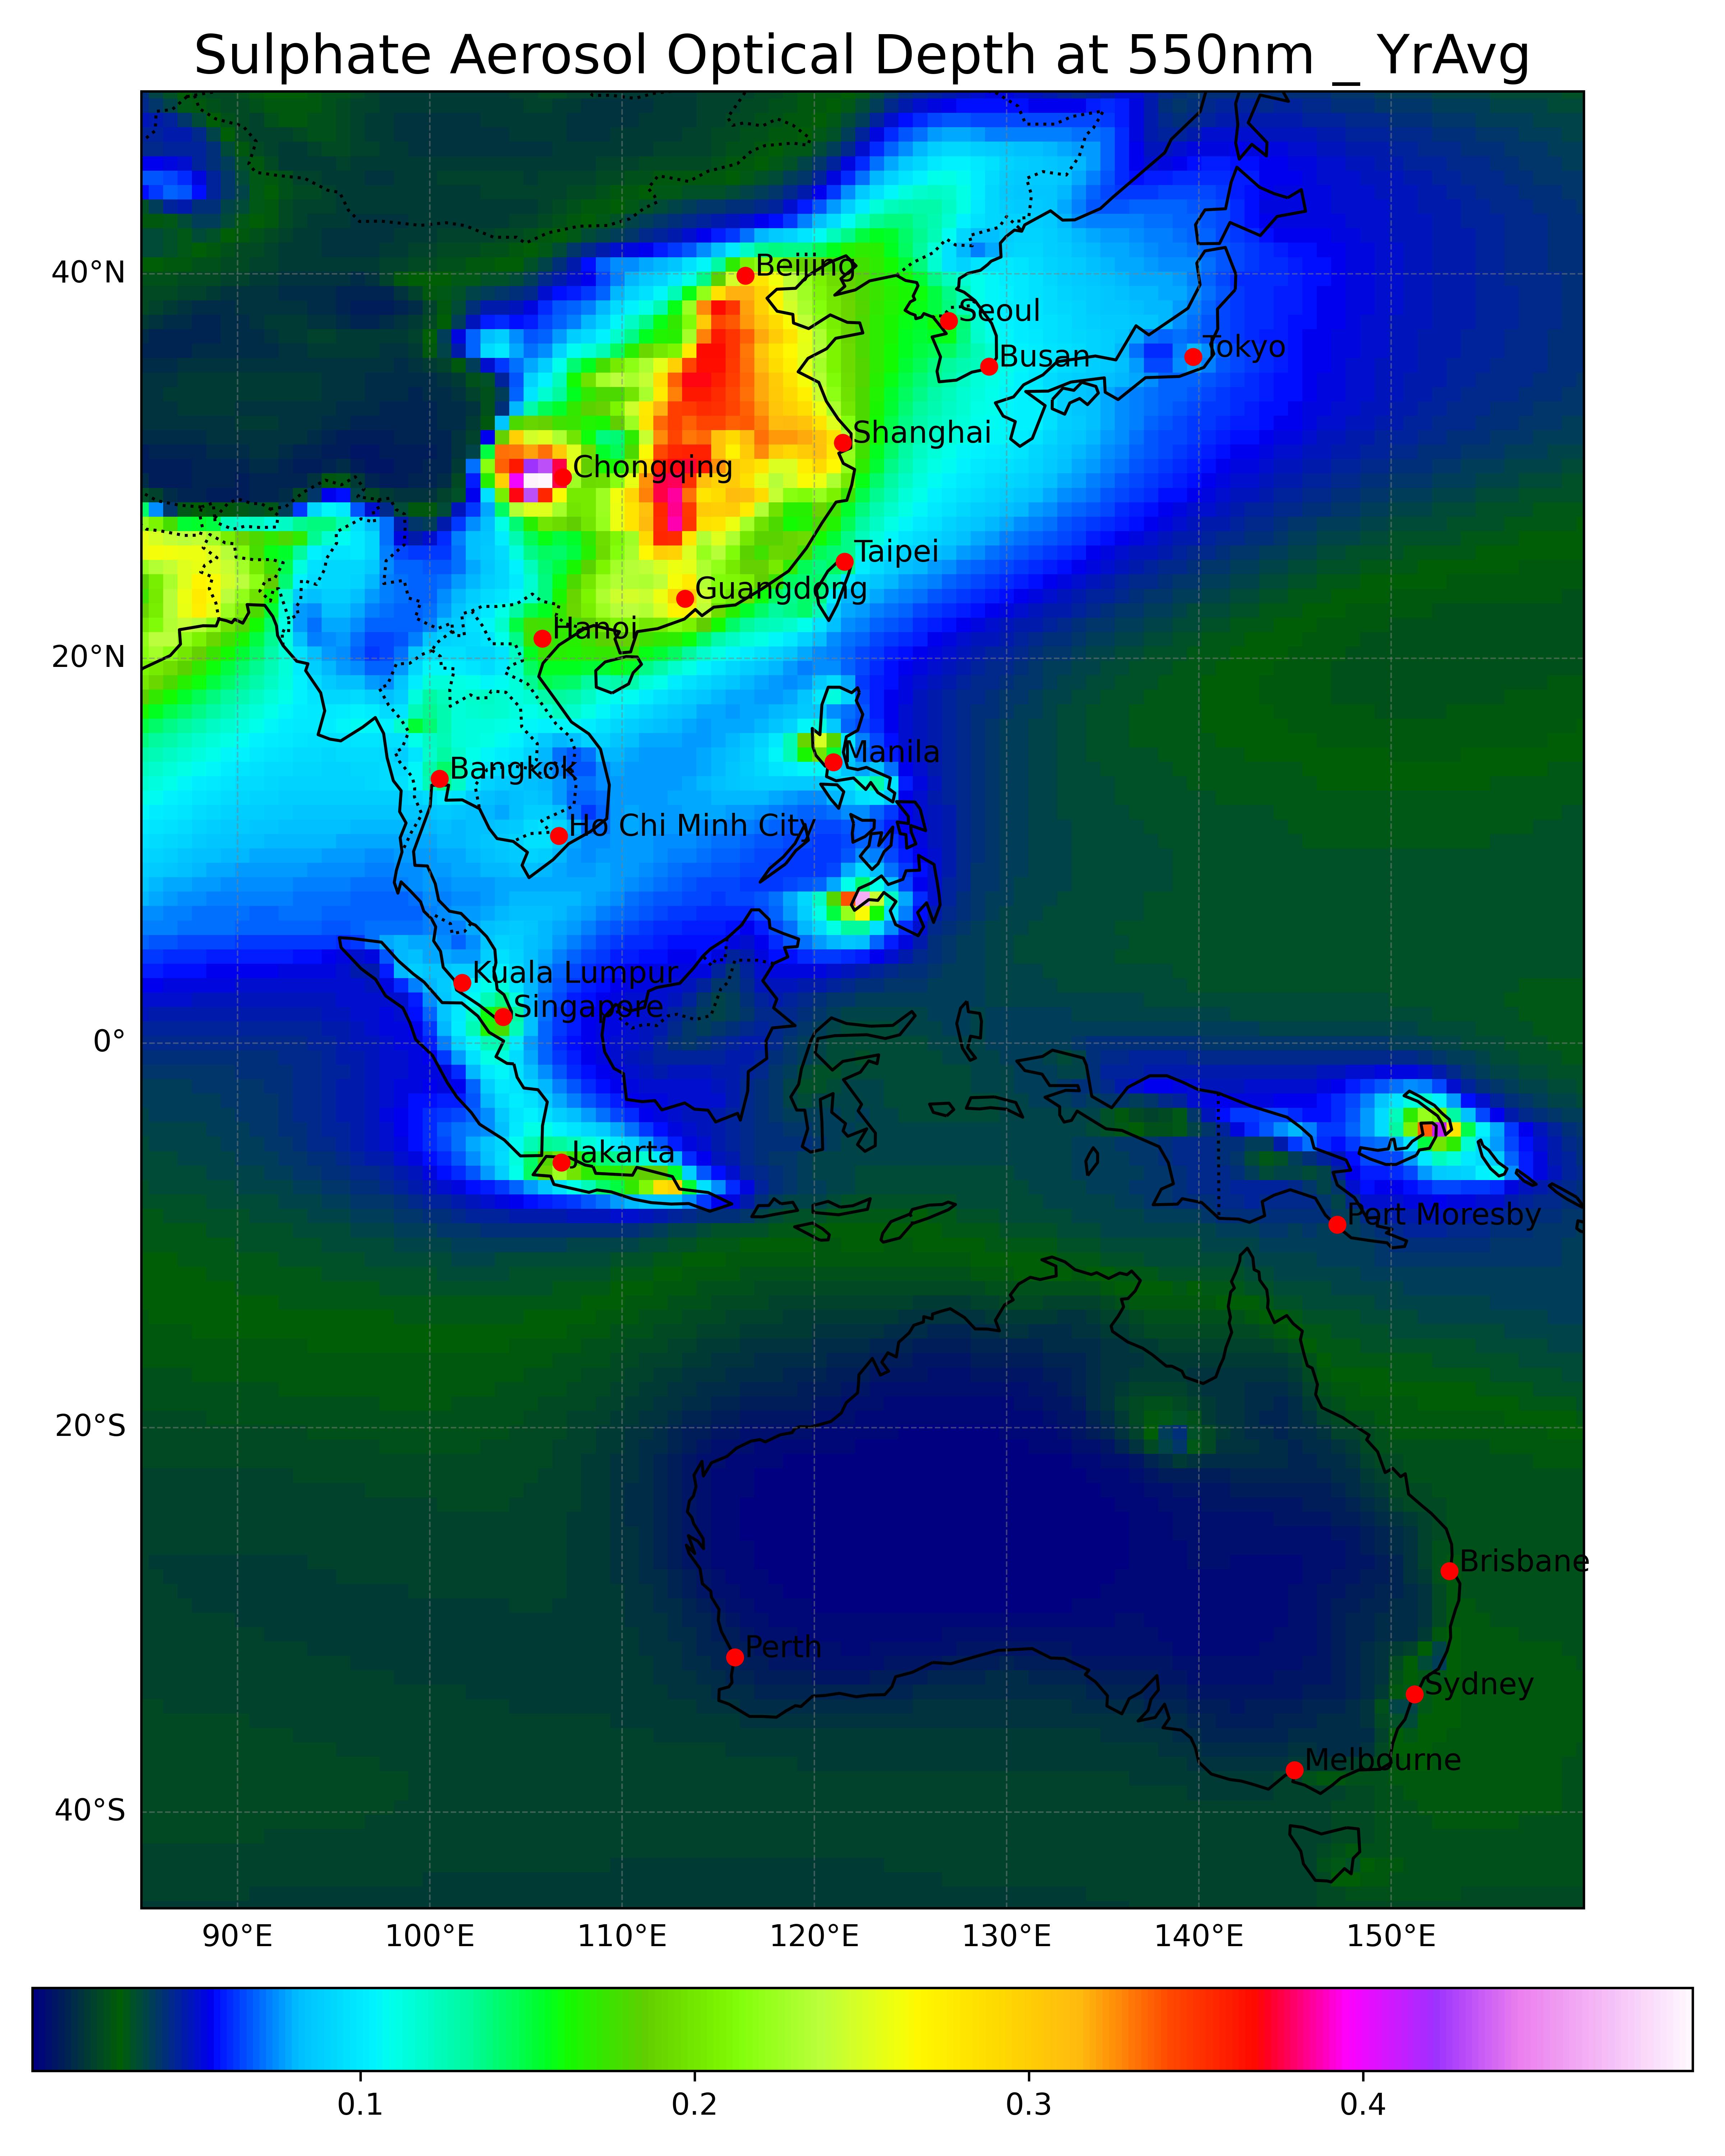 Sulphate Aerosol Optical Depth at 550nm _ YrAvg
40°N
Beijing
Seoul
Tokyo
Busan
Shanghai
Chongqing
Taipei
Guangdong
Hanoi
20°N
Manila
Bangkok
Ho Chi Minh City
Kuala Lumpur
Singapore
0°
Jakarta
Port Moresby
20°S
Brisbane
Perth
Sydney
Melbourne
40°S
90°E 100°E 110°E 120°E 130°E 140°E 150°E
0.1 0.2 0.3 0.4